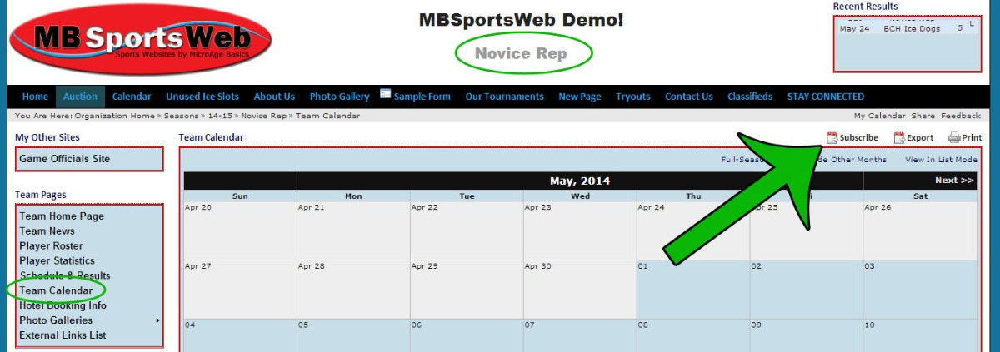 MB Sports Web
Sports Websites by MicroAge Basics
MBSportsWeb Demo!
Novice Rep
Recent Results
May 24 BCH Ice Dogs 5 L
Home Auction Calendar Unused Ice Slots About Us Photo Gallery Sample Form Our Tournaments New Page Tryouts Contact Us Classifieds STAY CONNECTED
You Are Here: Organization Home » Seasons » 14-15 » Novice Rep » Team Calendar
My Calendar Share Feedback
My Other Sites
Game Officials Site
Team Pages
Team Home Page
Team News
Player Roster
Player Statistics
Schedule & Results
Team Calendar
Hotel Booking Info
Photo Galleries
External Links List
Team Calendar
Subscribe Export Print
Full-Seas Other Months View In List Mode
May, 2014 Next >>
Sun Mon Tue Wed Thu Sat
Apr 20 Apr 21 Apr 22 Apr 23 Apr 24 25 Apr 26
Apr 27 Apr 28 Apr 29 Apr 30 01 02 03
04 05 06 07 08 09 10